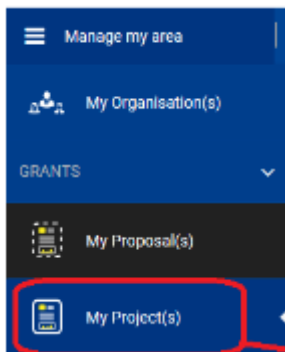 Manage my area
My Organisation(s)
GRANTS
My Proposal(s)
My Project(s)